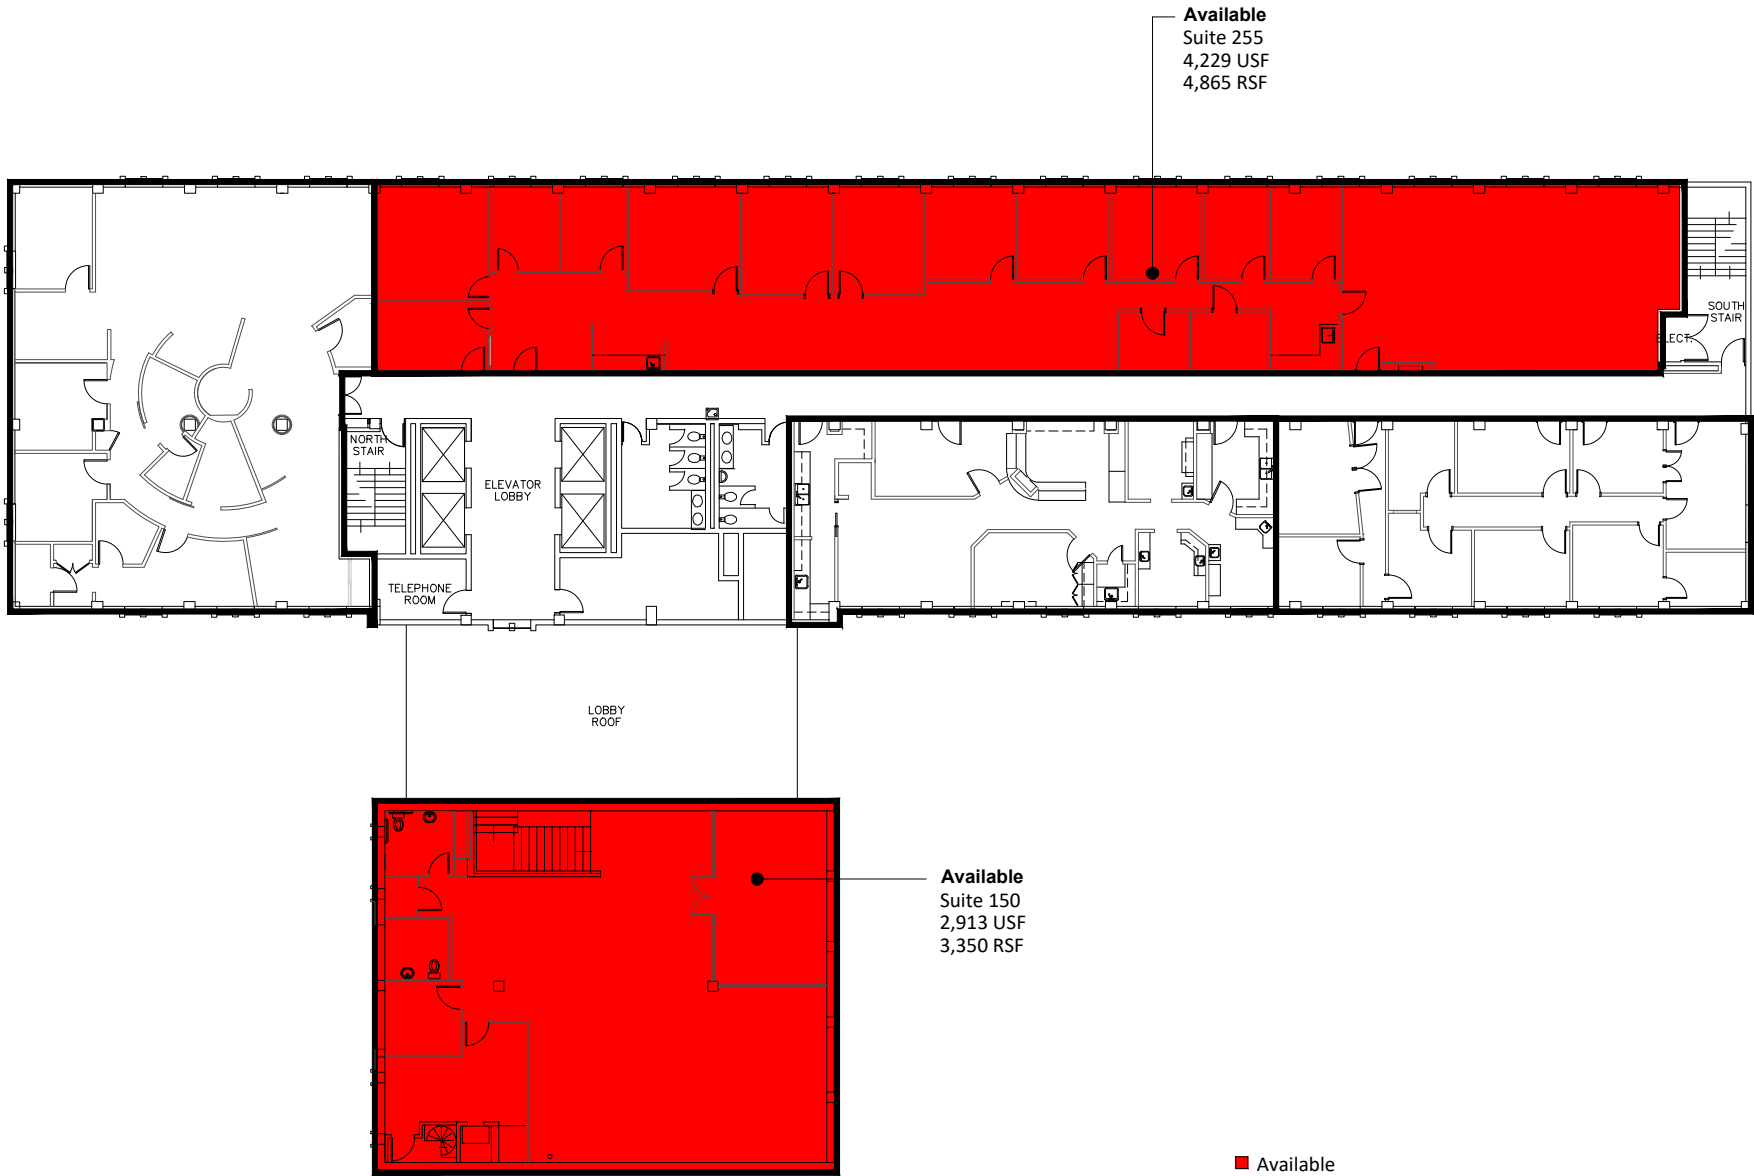 Available
Suite 255
4,229 USF
4,865 RSF
SOUTH
STAIR
ELECT.
NORTH
STAIR
ELEVATOR
LOBBY
TELEPHONE
ROOM
LOBBY
ROOF
Available
Suite 150
2,913 USF
3,350 RSF
Available